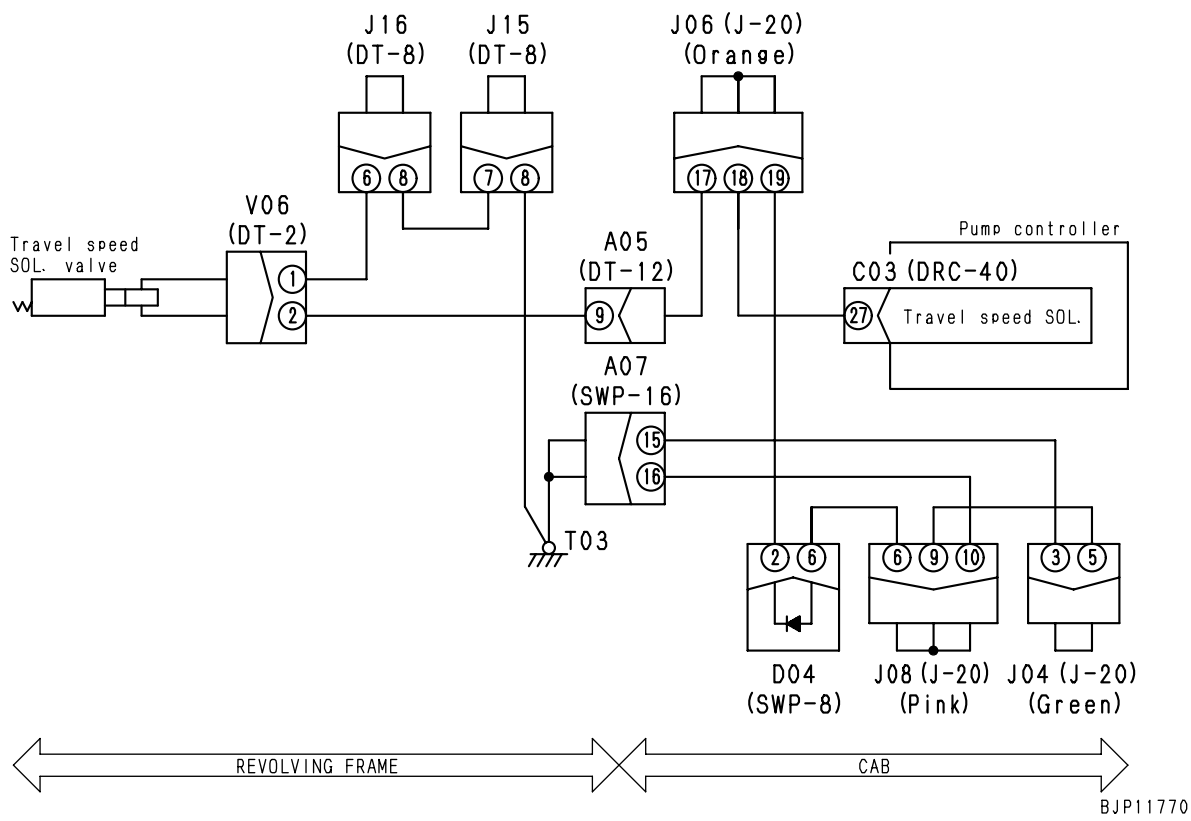 J16
(DT-8)
J15
(DT-8)
J06 (J-20)
(Orange)
6
8
7
8
17
18
19
V06
(DT-2)
Travel speed
SOL. valve
1
2
A05
(DT-12)
9
Pump controller
C03 (DRC-40)
27
Travel speed SOL.
A07
(SWP-16)
15
16
T03
2
6
6
9
10
3
5
D04
(SWP-8)
J08 (J-20)
(Pink)
J04 (J-20)
(Green)
REVOLVING FRAME
CAB
BJP11770